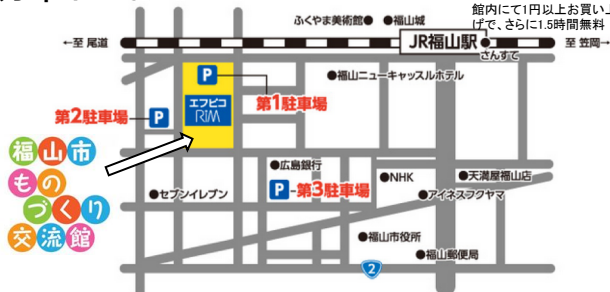 館内にて1円以上お買い上
げで、さらに1.5時間無料
ふくやま美術館● ●福山城
←至 尾道
JR福山駅
さんすて
至 笠岡→
P
●福山ニューキャッスルホテル
第1駐車場
エフピコ
RiM
第2駐車場 P
福山市
もの
づくり
交流館
●広島銀行
P-第3駐車場
●NHK
●天満屋福山店
●セブンイレブン
●アイネスフクヤマ
●福山市役所
●福山郵便局
2